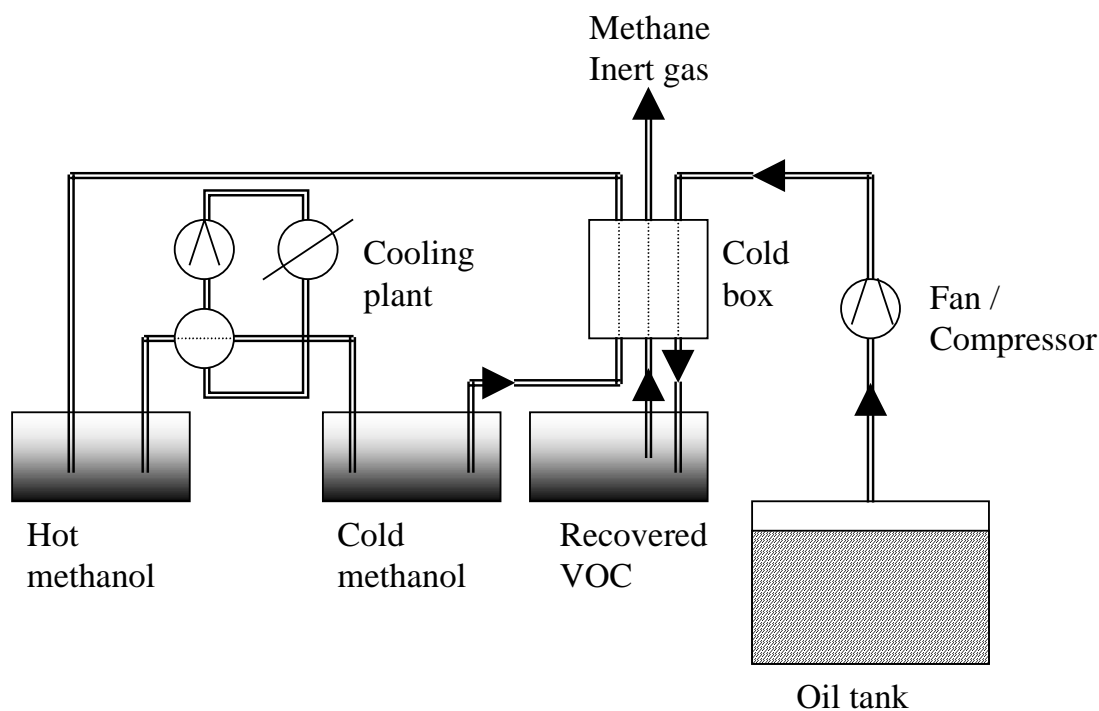 Methane
Inert gas
Cooling
plant
Cold
box
Fan /
Compressor
Hot
methanol
Cold
methanol
Recovered
VOC
Oil tank